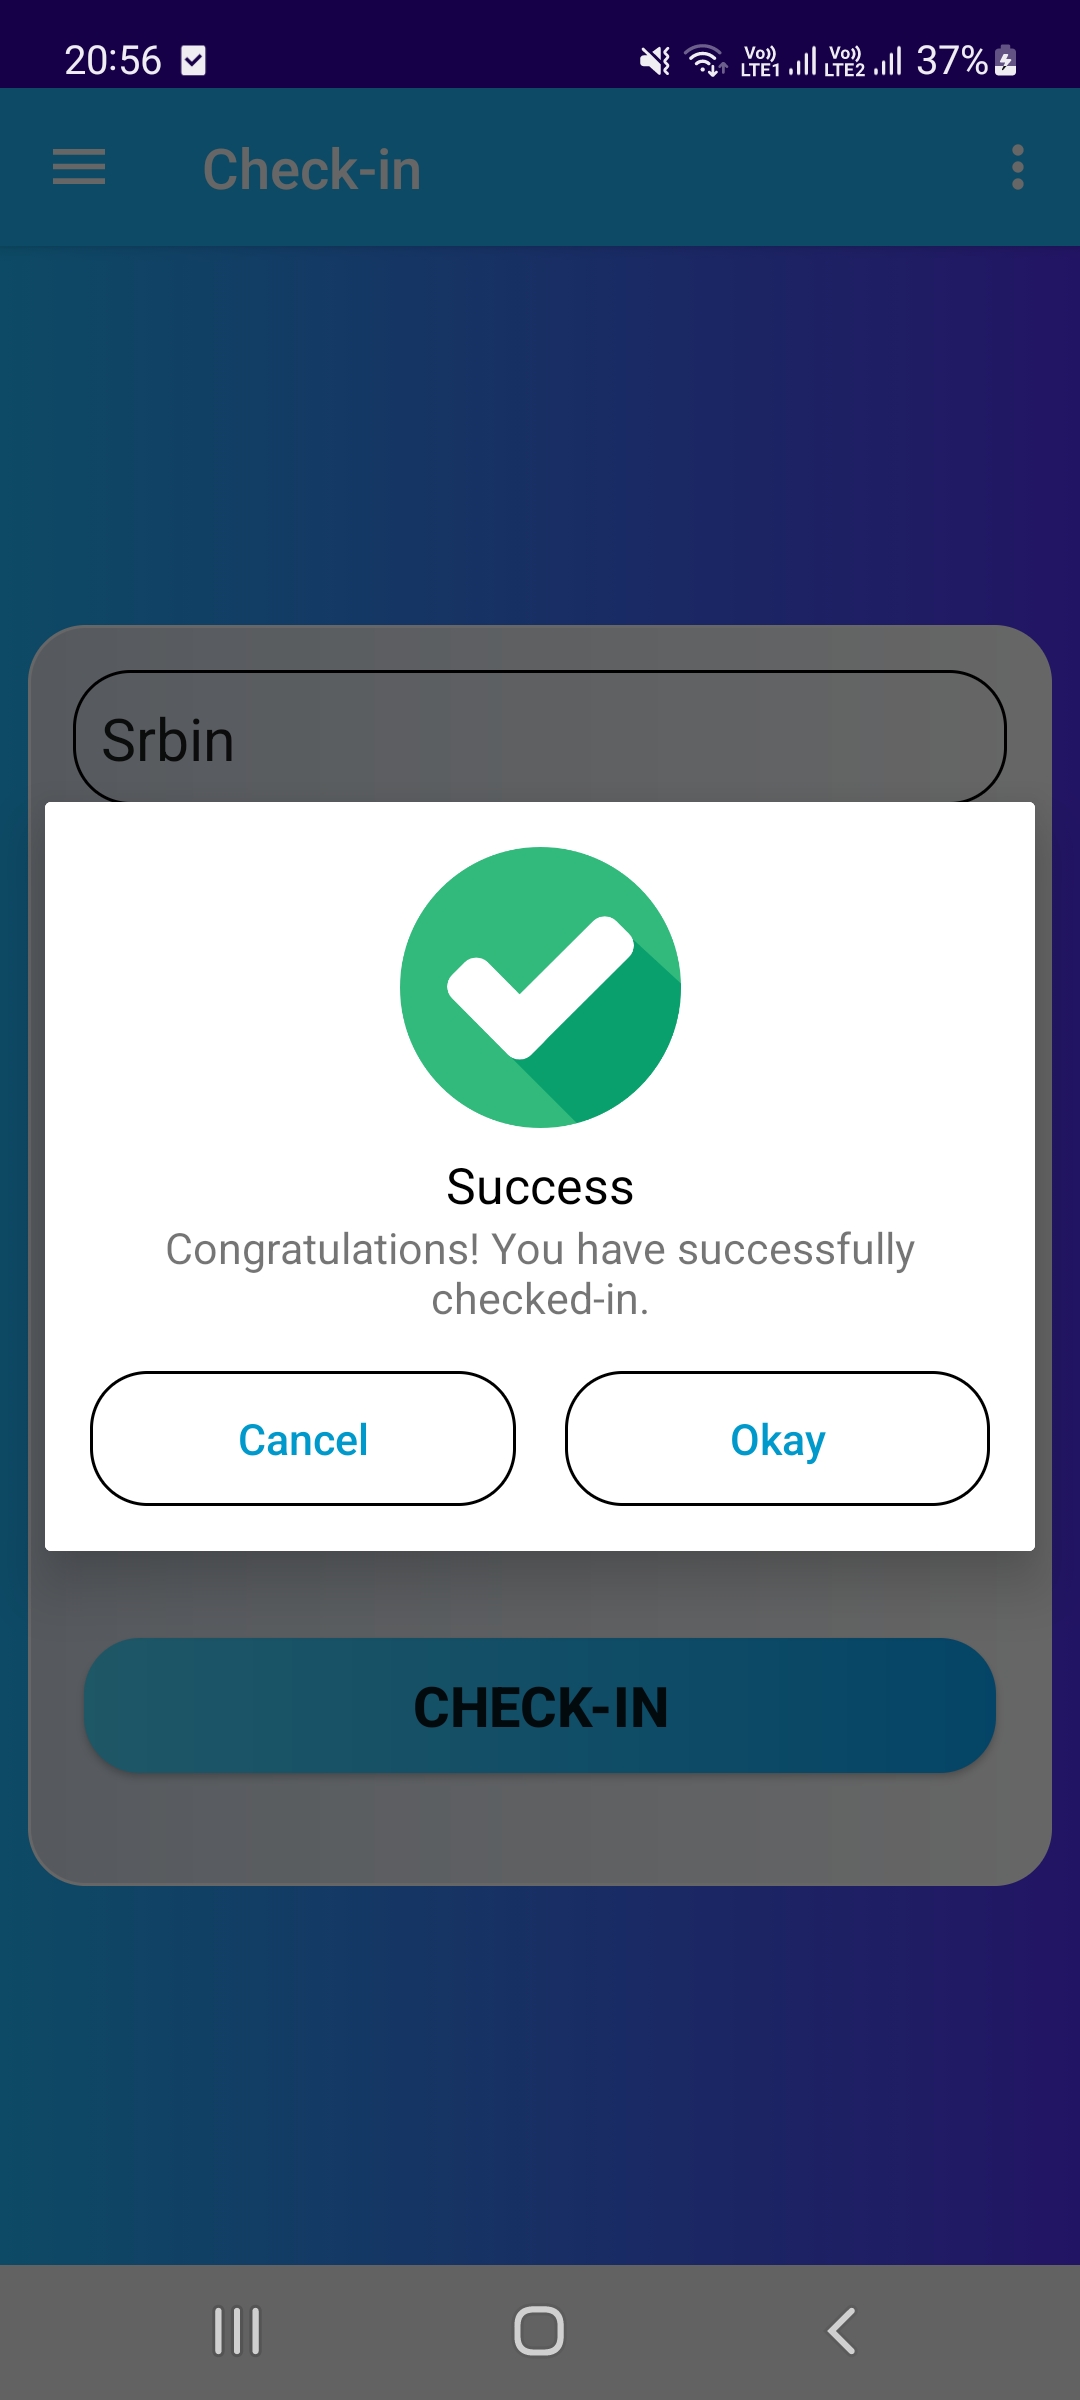 20:56 Vo)) LTE1 Vo)) LTE2 37%
Check-in
Srbin
Success
Congratulations! You have successfully
checked-in.
Cancel Okay
CHECK-IN